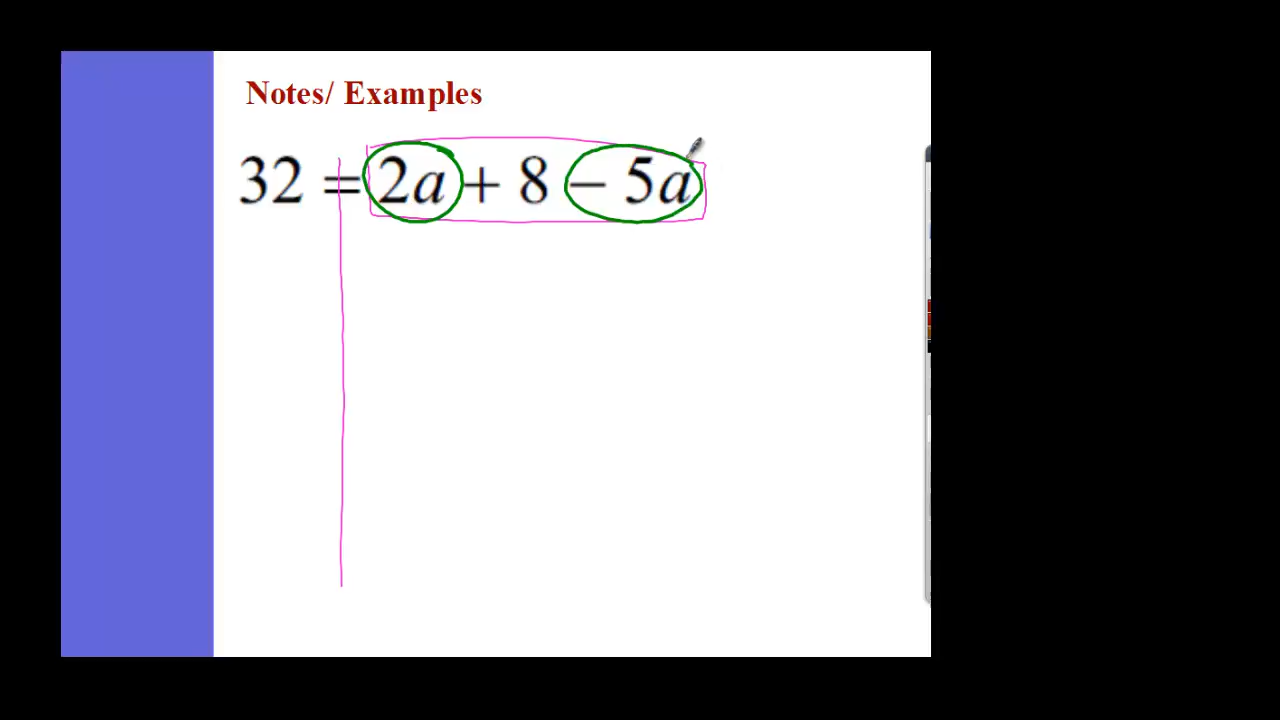 Notes/ Examples
32 = 2a + 8 − 5a